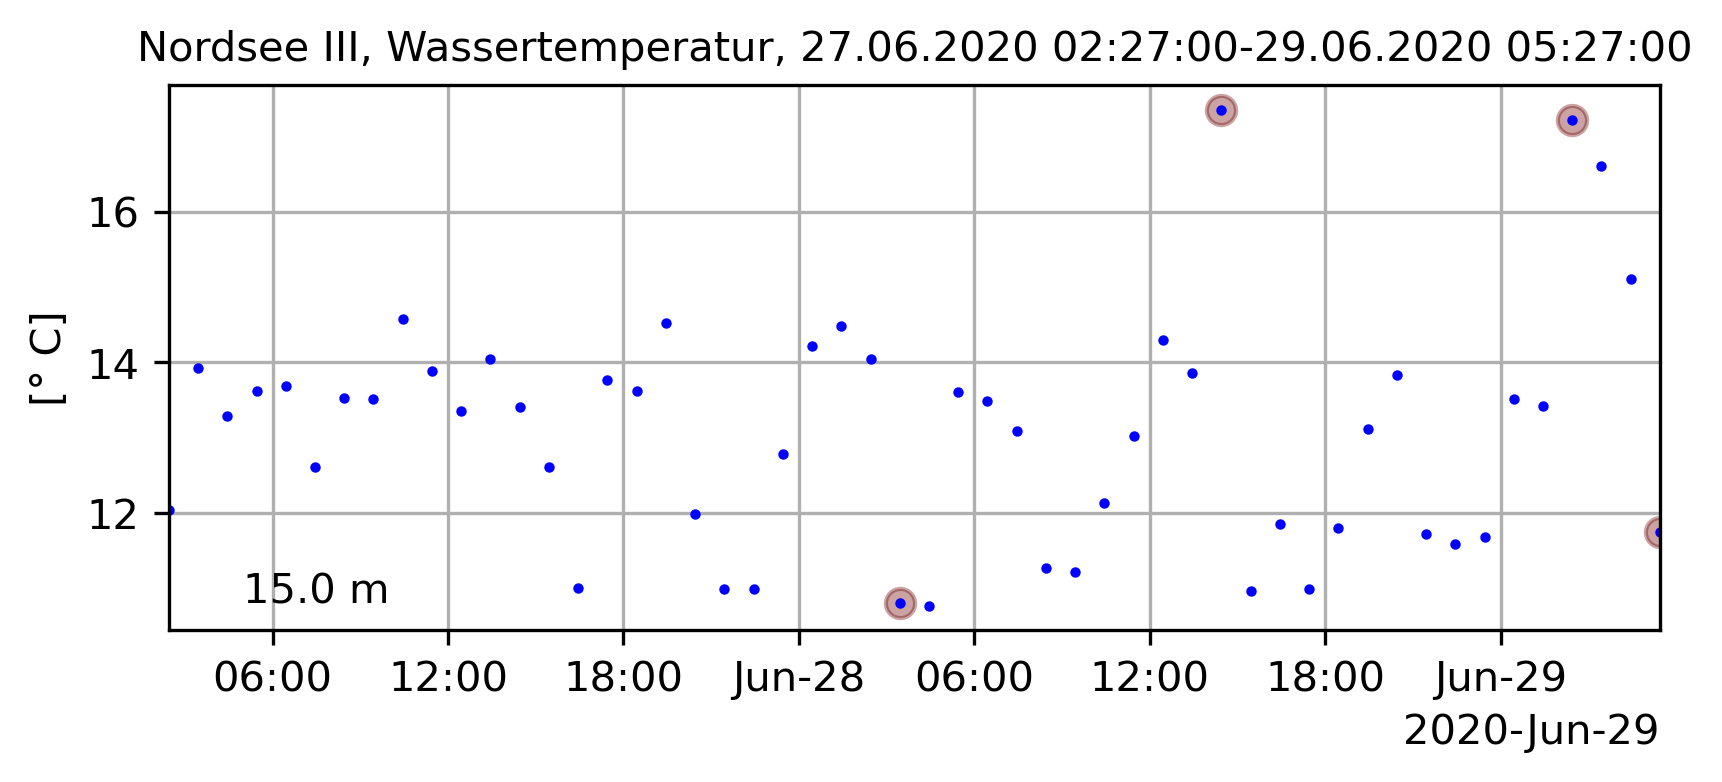 Nordsee III, Wassertemperatur, 27.06.2020 02:27:00-29.06.2020 05:27:00
[° C]
16
14
12
15.0 m
06:00 12:00 18:00 Jun-28 06:00 12:00 18:00 Jun-29
2020-Jun-29